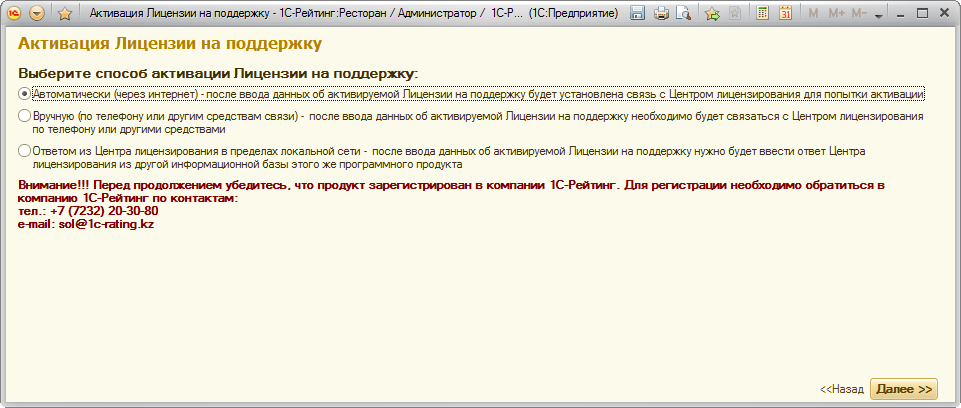 Активация Лицензии на поддержку - 1С-Рейтинг:Ресторан / Администратор / 1С-Р... (1С:Предприятие)
M M+ M-
Активация Лицензии на поддержку
Выберите способ активации Лицензии на поддержку:
Автоматически (через интернет) - после ввода данных об активируемой Лицензии на поддержку будет установлена связь с Центром лицензирования для попытки активации
Вручную (по телефону или другим средствам связи) - после ввода данных об активируемой Лицензии на поддержку необходимо будет связаться с Центром лицензирования
по телефону или другими средствами
Ответом из Центра лицензирования в пределах локальной сети - после ввода данных об активируемой Лицензии на поддержку нужно будет ввести ответ Центра
лицензирования из другой информационной базы этого же программного продукта
Внимание!!! Перед продолжением убедитесь, что продукт зарегистрирован в компании 1С-Рейтинг. Для регистрации необходимо обратиться в
компанию 1С-Рейтинг по контактам:
тел.: +7 (7232) 20-30-80
e-mail: sol@1c-rating.kz
<<Назад Далее >>